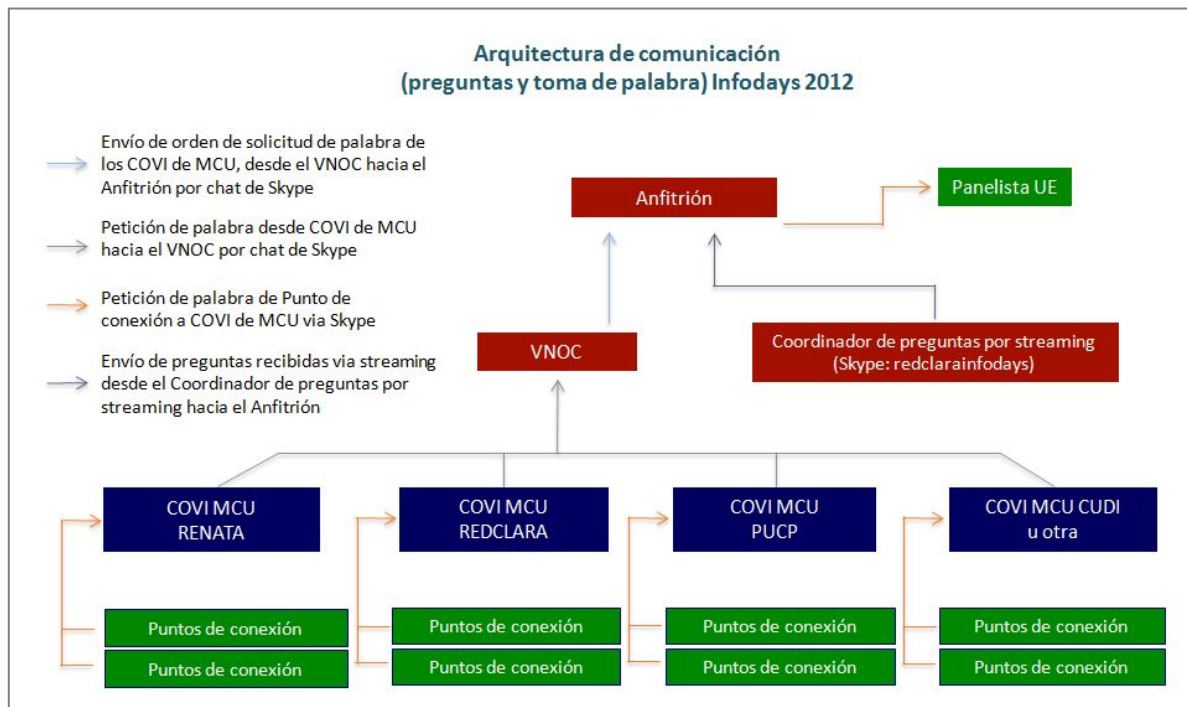 Arquitectura de comunicación
(preguntas y toma de palabra) Infodays 2012
Envío de orden de solicitud de palabra de
los COVI de MCU, desde el VNOC hacia el
Anfitrión por chat de Skype
Petición de palabra desde COVI de MCU
hacia el VNOC por chat de Skype
Petición de palabra de Punto de
conexión a COVI de MCU via Skype
Envío de preguntas recibidas via streaming
desde el Coordinador de preguntas por
streaming hacia el Anfitrión
Anfitrión
Panelista UE
VNOC
Coordinador de preguntas por streaming
(Skype: redclarainfodays)
COVI MCU
RENATA
COVI MCU
REDCLARA
COVI MCU
PUCP
COVI MCU CUDI
u otra
Puntos de conexión
Puntos de conexión
Puntos de conexión
Puntos de conexión
Puntos de conexión
Puntos de conexión
Puntos de conexión
Puntos de conexión